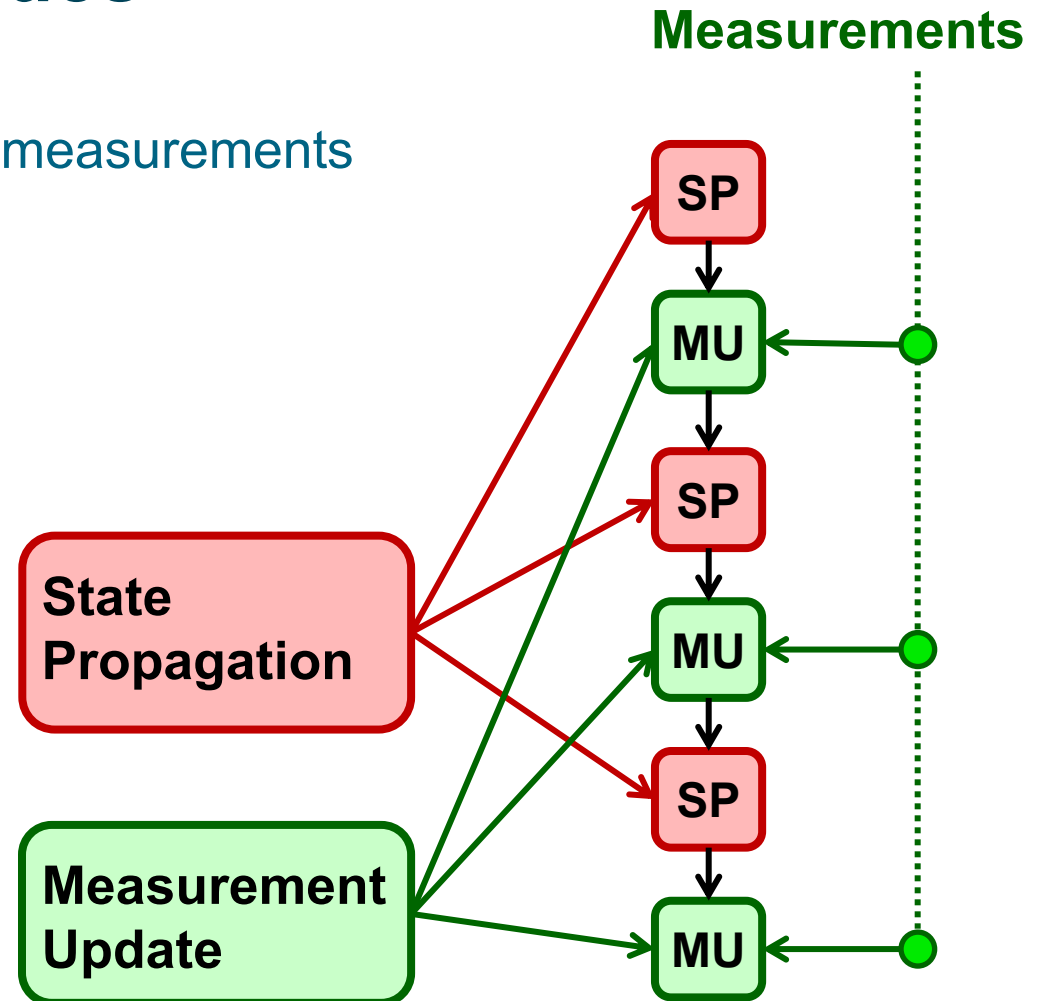 Measurements
measurements
SP
MU
SP
State
Propagation
MU
SP
Measurement
Update
MU